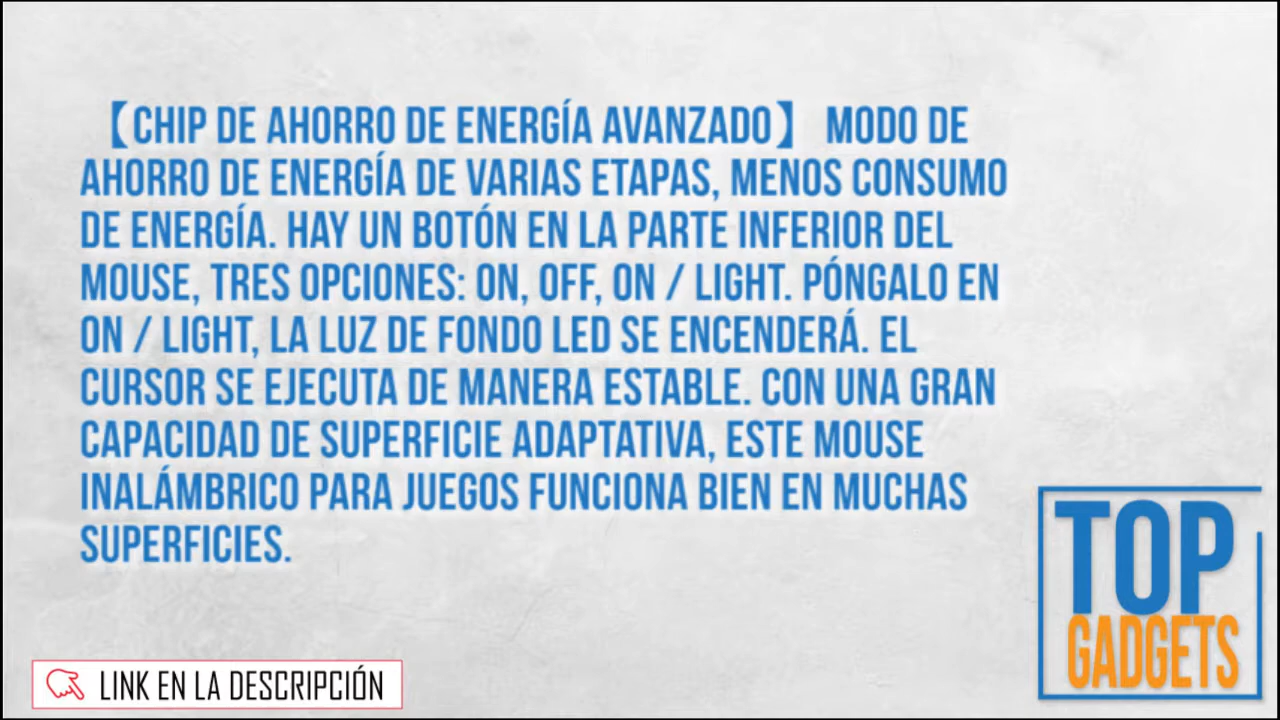 【CHIP DE AHORRO DE ENERGÍA AVANZADO】 MODO DE
AHORRO DE ENERGÍA DE VARIAS ETAPAS, MENOS CONSUMO
DE ENERGÍA. HAY UN BOTÓN EN LA PARTE INFERIOR DEL
MOUSE, TRES OPCIONES: ON, OFF, ON / LIGHT. PÓNGALO EN
ON / LIGHT, LA LUZ DE FONDO LED SE ENCENDERÁ. EL
CURSOR SE EJECUTA DE MANERA ESTABLE. CON UNA GRAN
CAPACIDAD DE SUPERFICIE ADAPTATIVA, ESTE MOUSE
INALÁMBRICO PARA JUEGOS FUNCIONA BIEN EN MUCHAS
SUPERFICIES.
TOP
GADGETS
LINK EN LA DESCRIPCIÓN